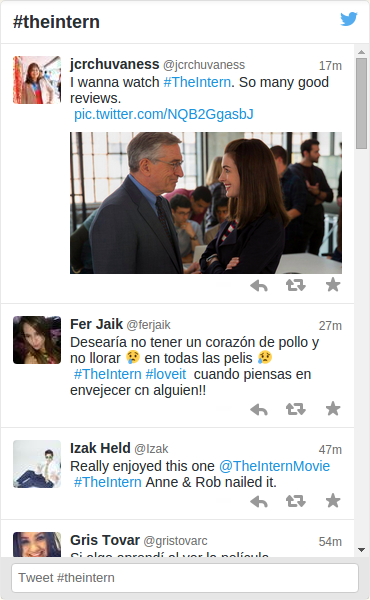 #theintern
jcrchuvaness @jcrchuvaness 17m
I wanna watch #TheIntern. So many good
reviews.
pic.twitter.com/NQB2GgasbJ
Fer Jaik @ferjaik 27m
Desearía no tener un corazón de pollo y
no llorar 😢 en todas las pelis 😥
#TheIntern #loveit cuando piensas en
envejecer cn alguien!!
Izak Held @Izak 47m
Really enjoyed this one @TheInternMovie
#TheIntern Anne & Rob nailed it.
Gris Tovar @gristovarc 54m
Si algo aprendí al ver la película
Tweet #theintern